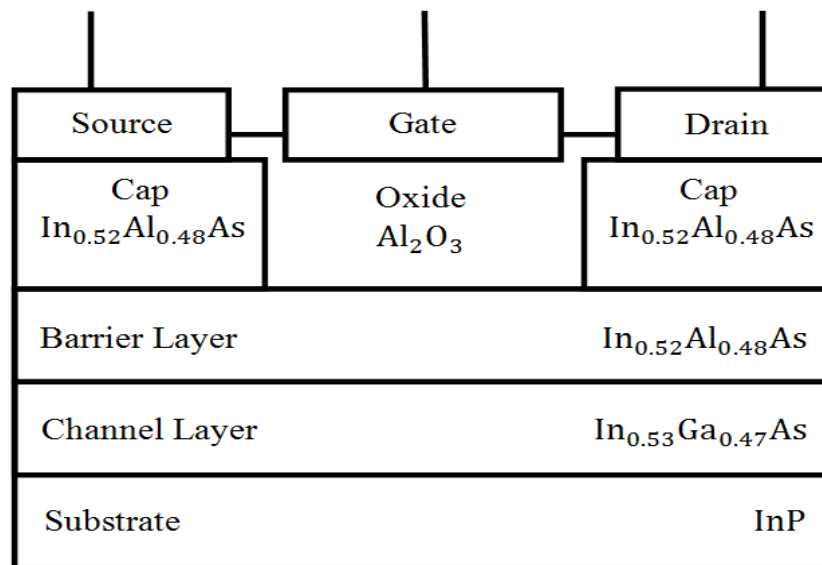 Source Gate Drain
Cap Oxide Cap
In₀.₅₂Al₀.₄₈As Al₂O₃ In₀.₅₂Al₀.₄₈As
Barrier Layer In₀.₅₂Al₀.₄₈As
Channel Layer In₀.₅₃Ga₀.₄₇As
Substrate InP